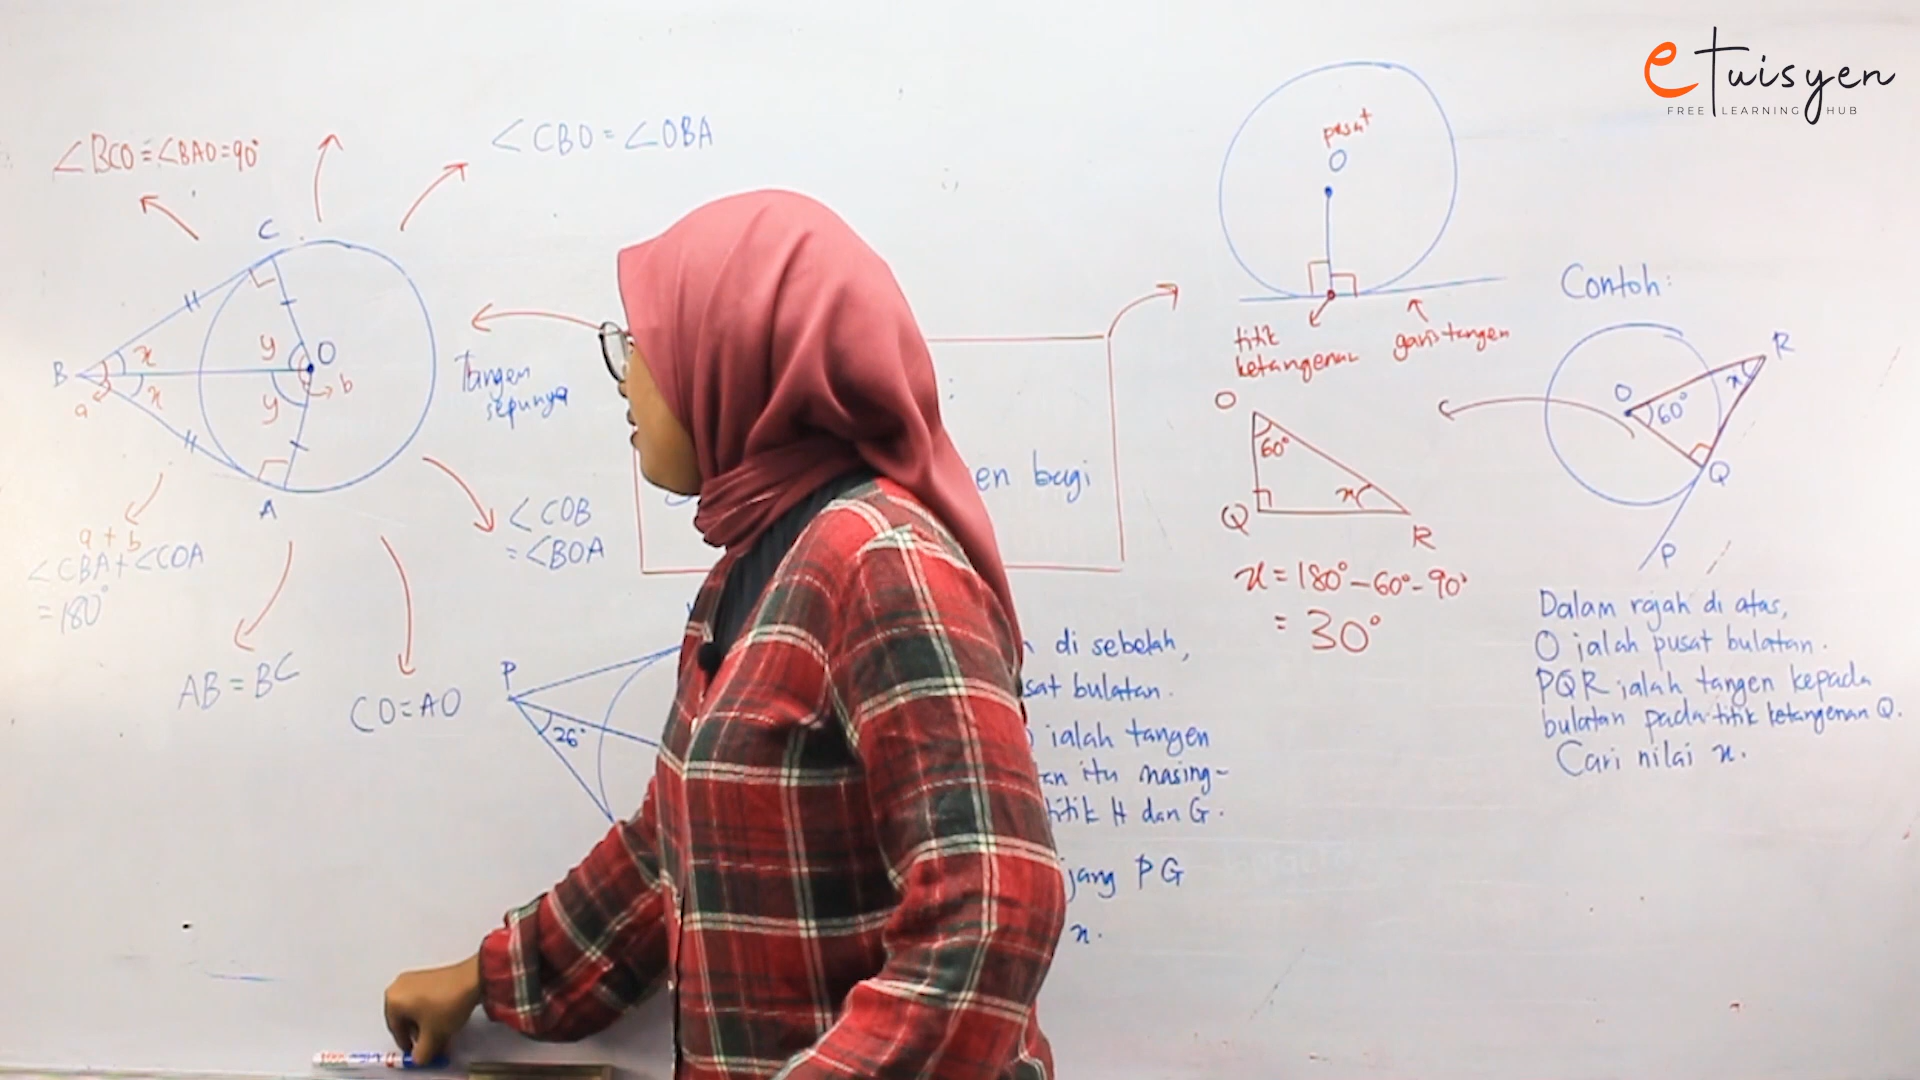 e Tuisyen
FREE LEARNING HUB
∠BCO = ∠BAO = 90°
∠CBO = ∠OBA
C
B
x
x
a
y
y
O
b
A
Tangen
sepunya
a + b
∠CBA + ∠COA
= 180°
AB = BC
CO = AO
∠COB
= ∠BOA
en bagi
P
26°
di sebelah,
sat bulatan.
ialah tangen
an itu masing-
titik H dan G.
jang PG
x.
pusat
O
titik
ketangenan
garis tangen
O
60°
Q
x
R
x = 180° - 60° - 90°
= 30°
Contoh:
R
x
O
60°
Q
P
Dalam rajah di atas,
O ialah pusat bulatan.
PQR ialah tangen kepada
bulatan pada titik ketangenan Q.
Cari nilai x.